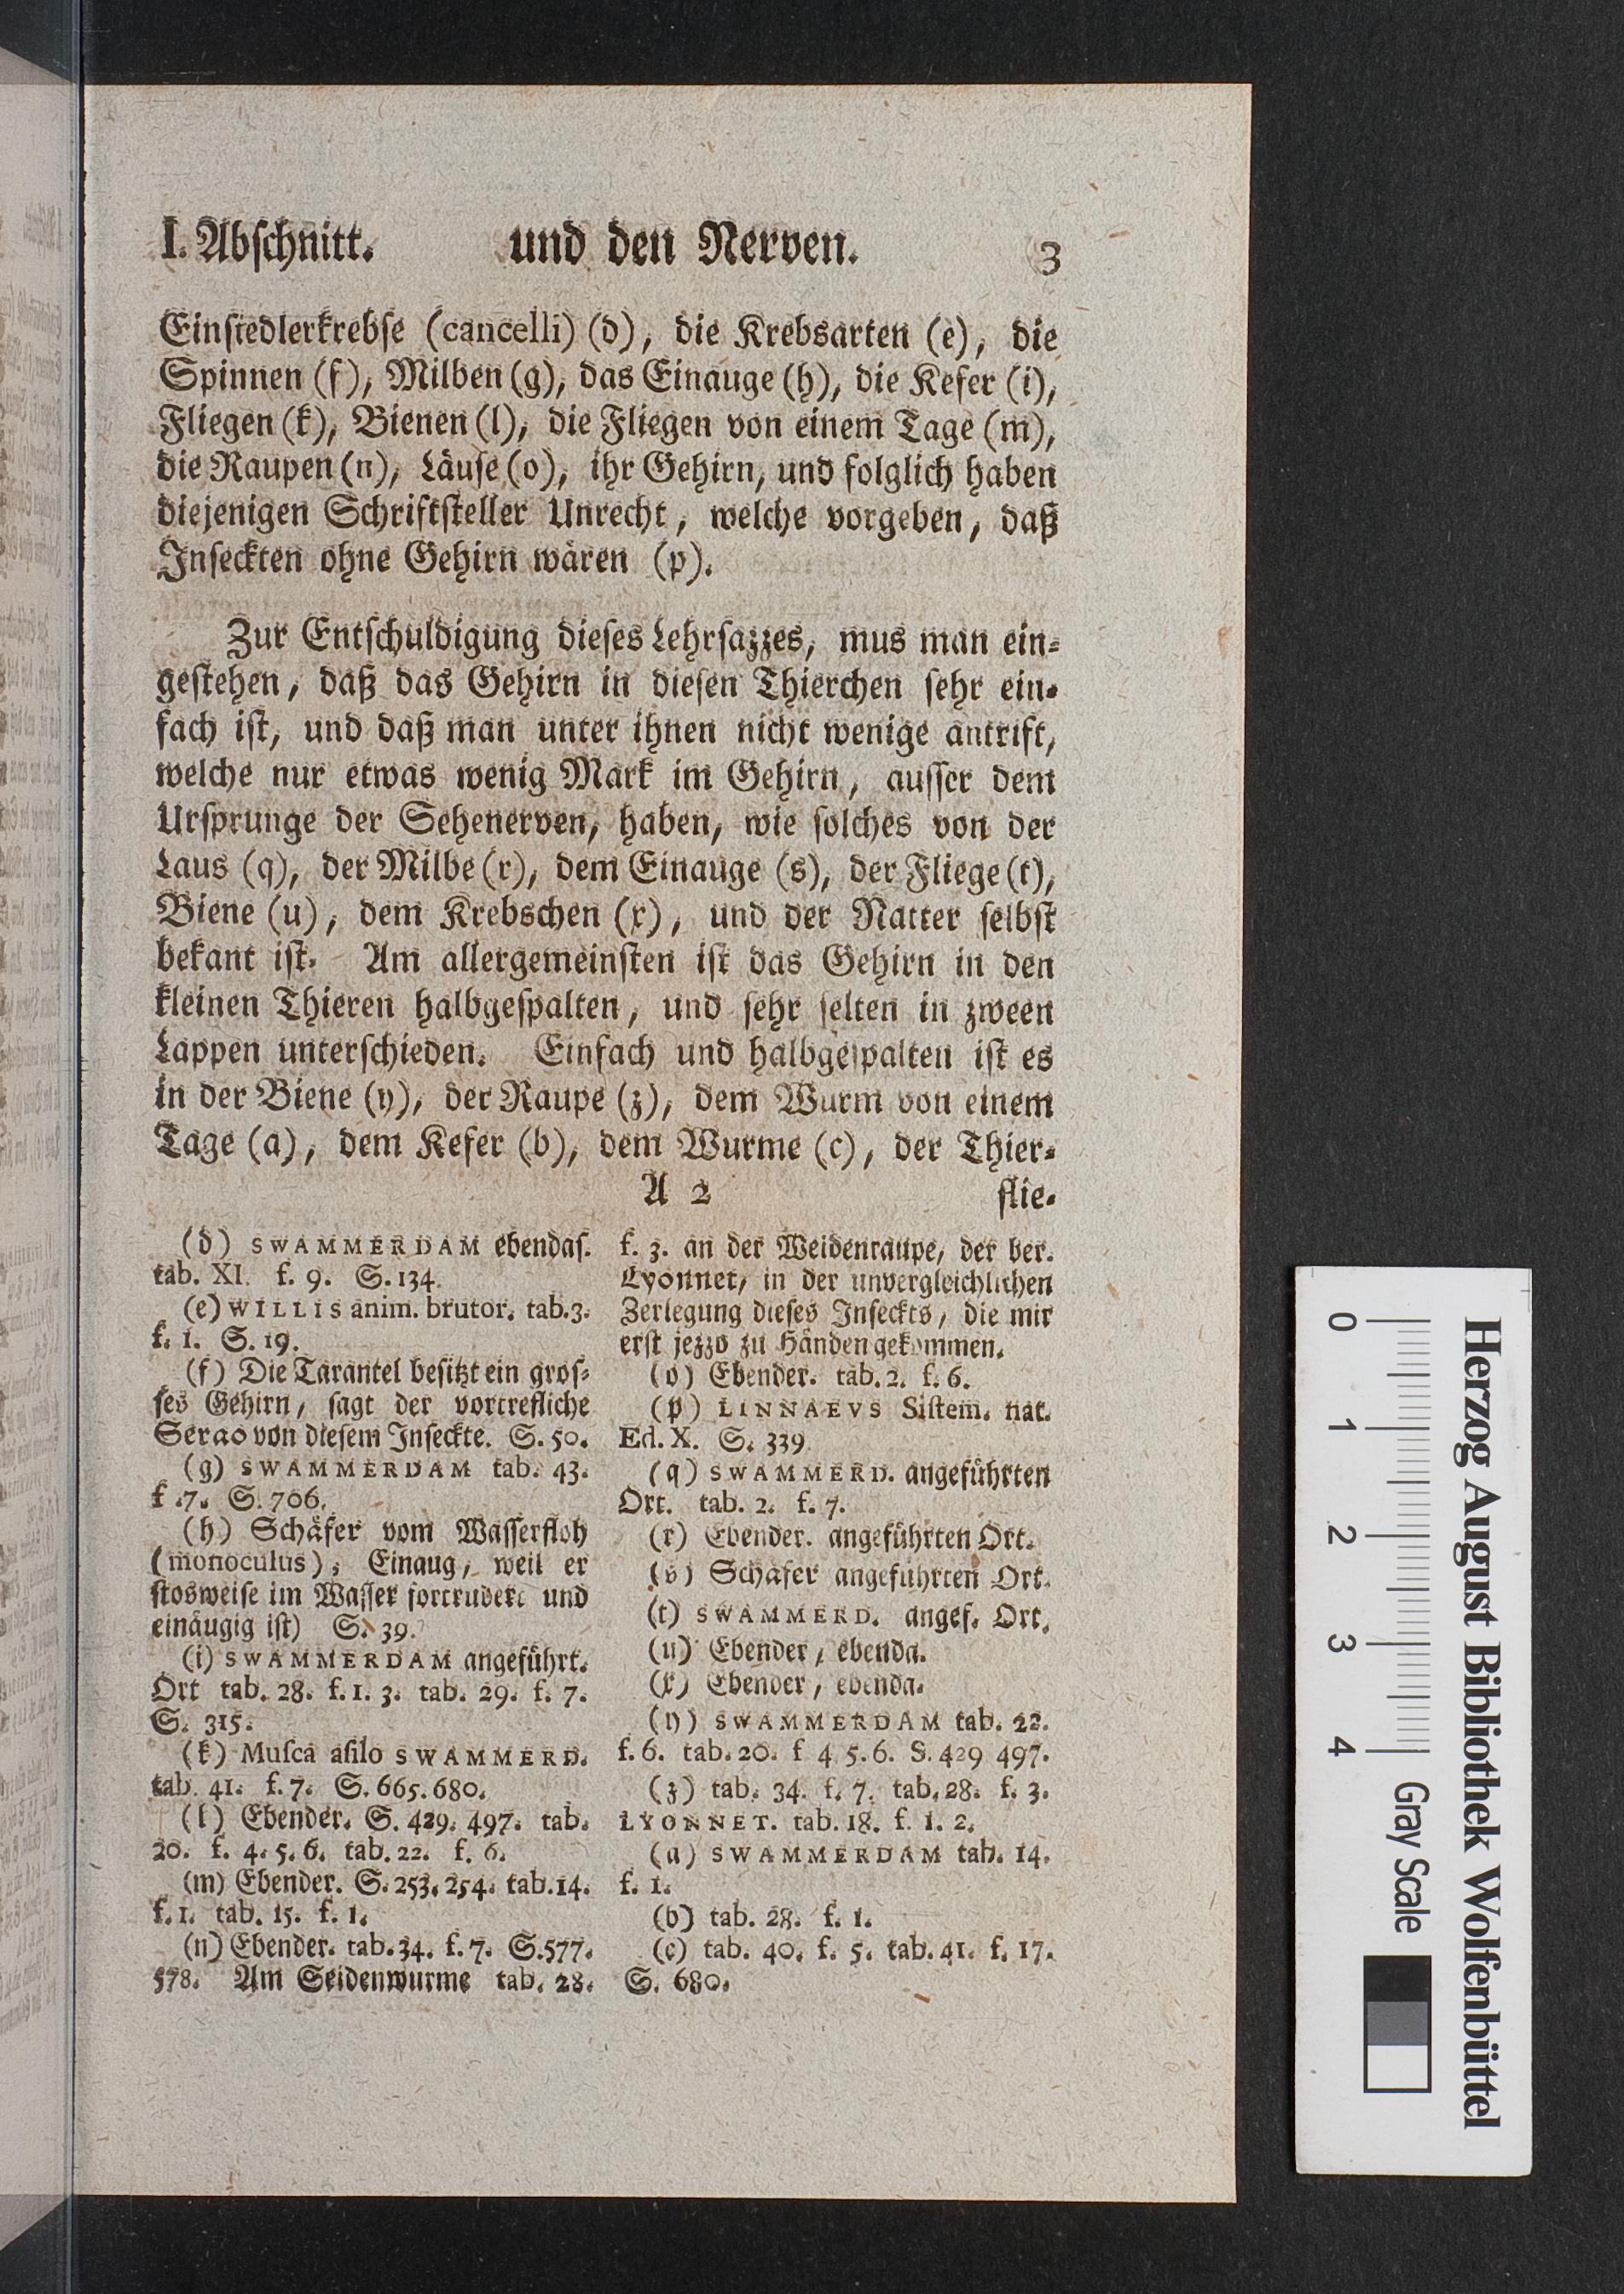 I. Abſchnitt. und den Nerven. 3
Einſiedlerkrebſe (cancelli) (d), die Krebsarten (e), die
Spinnen (f), Milben (g), das Einauge (h), die Kefer (i),
Fliegen (k), Bienen (l), die Fliegen von einem Tage (m),
die Raupen (n), Läuſe (o), ihr Gehirn, und folglich haben
diejenigen Schriftſteller Unrecht, welche vorgeben, daß
Inſeckten ohne Gehirn wären (p).
Zur Entſchuldigung dieſes Lehrſazzes, mus man ein⸗
geſtehen, daß das Gehirn in dieſen Thierchen ſehr ein⸗
fach iſt, und daß man unter ihnen nicht wenige antrift,
welche nur etwas wenig Mark im Gehirn, auſſer dem
Urſprunge der Sehenerven, haben, wie ſolches von der
Laus (q), der Milbe (r), dem Einauge (s), der Fliege (t),
Biene (u), dem Krebschen (x), und der Natter ſelbſt
bekant iſt. Am allergemeinſten iſt das Gehirn in den
kleinen Thieren halbgeſpalten, und ſehr ſelten in zween
Lappen unterſchieden. Einfach und halbgeſpalten iſt es
in der Biene (y), der Raupe (z), dem Wurm von einem
Tage (a), dem Kefer (b), dem Wurme (c), der Thier⸗
A 2 flie⸗
(d) SWAMMERDAM ebendaſ.
tab. XI. f. 9. S. 134.
(e) WILLIS anim. brutor. tab. 3.
f. 1. S. 19.
(f) Die Tarantel beſitzt ein groſ⸗
ſes Gehirn, ſagt der vortrefliche
Serao von dieſem Inſeckte. S. 50.
(g) SWAMMERDAM tab. 43.
f .7. S. 706.
(h) Schäfer vom Waſſerfloh
(monoculus), Einaug, weil er
ſtosweiſe im Waſſer fortrudert und
einäugig iſt) S. 39.
(i) SWAMMERDAM angeführt.
Ort tab. 28. f. 1. 3. tab. 29. f. 7.
S. 315.
(k) Muſca aſilo SWAMMERD.
tab. 41. f. 7. S. 665. 680.
(l) Ebender. S. 429. 497. tab.
20. f. 4. 5. 6. tab. 22. f. 6.
(m) Ebender. S. 253. 254. tab. 14.
f. 1. tab. 15. f. 1.
(n) Ebender. tab. 34. f. 7. S. 577.
578. Am Seidenwurme tab. 28.
f. 3. an der Weidenraupe, der ber.
Lyonnet, in der unvergleichlichen
Zerlegung dieſes Inſeckts, die mir
erſt jezzo zu Händen gekommen.
(o) Ebender. tab. 2. f. 6.
(p) LINNAEVS Siſtem. nat.
Ed. X. S. 339
(q) SWAMMERD. angeführten
Ort. tab. 2. f. 7.
(r) Ebender. angeführten Ort.
(s) Schäfer angeführten Ort.
(t) SWAMMERD. angef. Ort.
(u) Ebender, ebenda.
(x) Ebender, ebenda.
(y) SWAMMERDAM tab. 22.
f. 6. tab. 20. f 4. 5. 6. S. 429 497.
(z) tab. 34. f. 7. tab. 28. f. 3.
LYONNET. tab. 18. f. 1. 2.
(a) SWAMMERDAM tab. 14.
f. 1.
(b) tab. 28. f. 1.
(c) tab. 40. f. 5. tab. 41. f. 17.
S. 680.
Herzog August Bibliothek Wolfenbüttel
0 1 2 3 4 Gray Scale